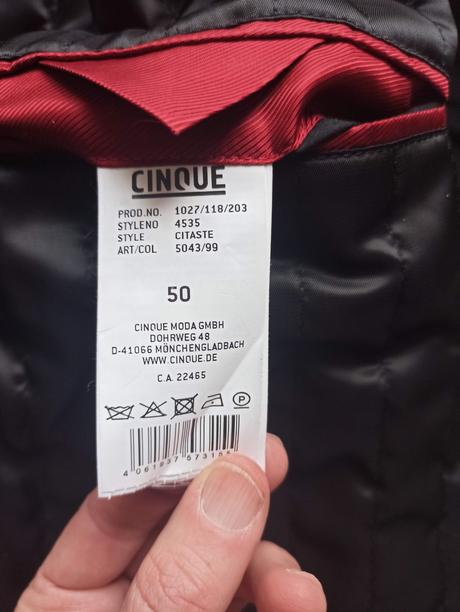 CINQUE
PROD.NO. 1027/118/203
STYLENO 4535
STYLE CITASTE
ART/COL 5043/99
50
CINQUE MODA GMBH
DOHRWEG 48
D-41066 MÖNCHENGLADBACH
WWW.CINQUE.DE
C.A. 22465
P